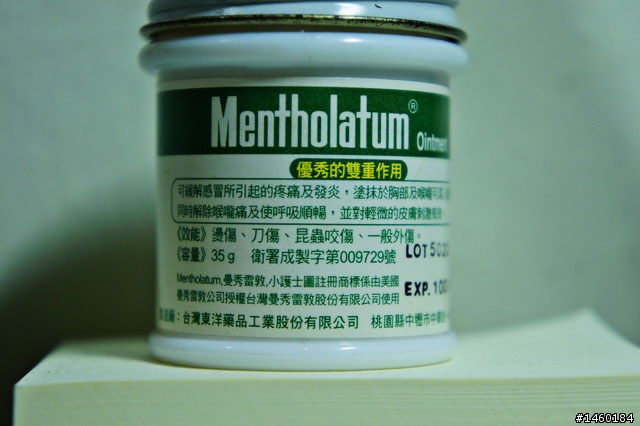 Mentholatum® Ointment
優秀的雙重作用
可緩解感冒所引起的疼痛及發炎，塗抹於胸部及喉嚨可
同時解除喉嚨痛及使呼吸順暢，並對輕微的皮膚刺
《效能》燙傷、刀傷、昆蟲咬傷、一般外傷。
《容量》35g 衛署成製字第009729號 LOT 502
Mentholatum,曼秀雷敦,小護士圖註冊商標係由美國
曼秀雷敦公司授權台灣曼秀雷敦股份有限公司使用 EXP. 10
廠：台灣東洋藥品工業股份有限公司 桃園縣中壢市中
#1460184